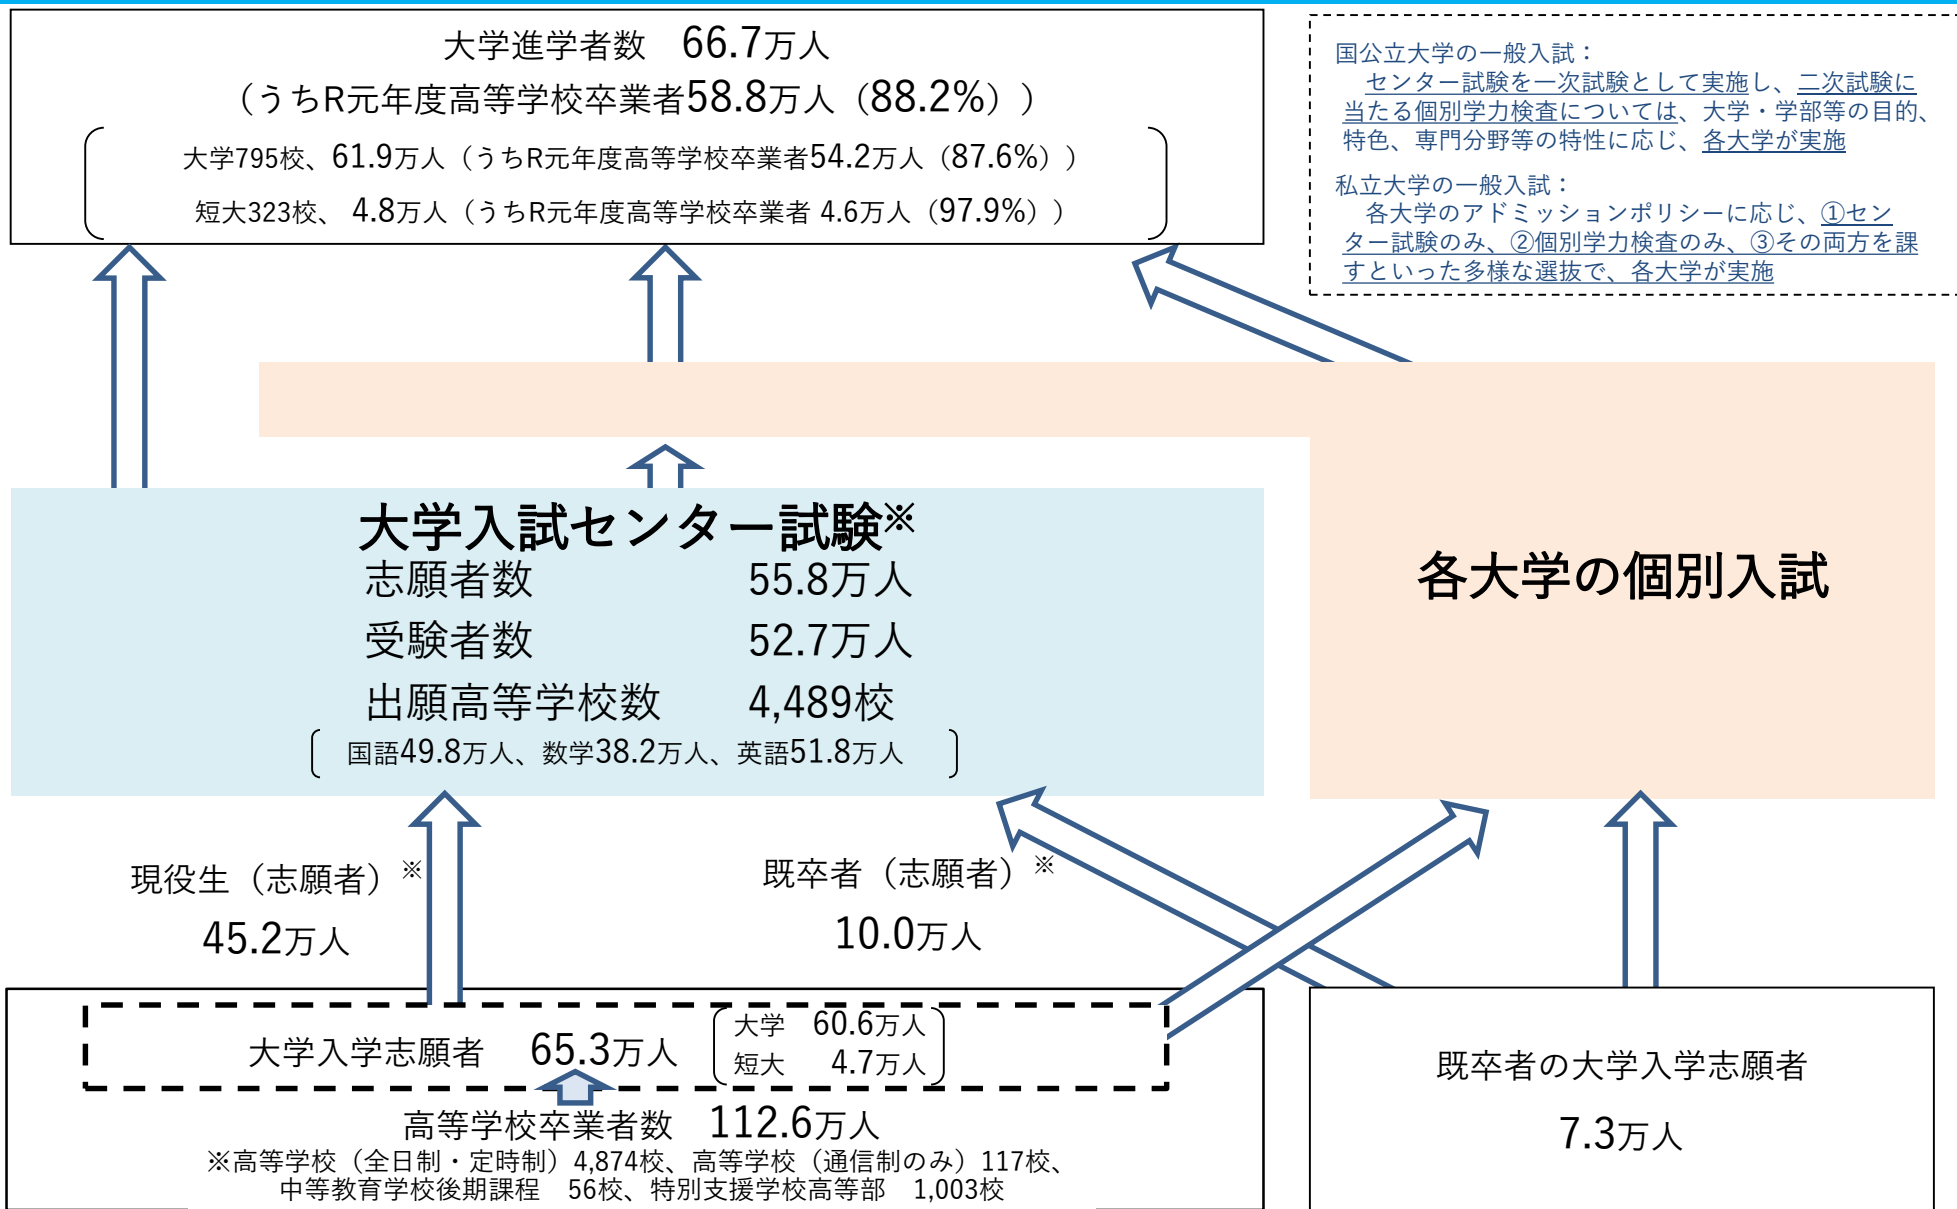 大学進学者数　66.7万人
（うちR元年度高等学校卒業者58.8万人（88.2%））
大学795校、61.9万人（うちR元年度高等学校卒業者54.2万人（87.6%））
短大323校、 4.8万人（うちR元年度高等学校卒業者 4.6万人（97.9%））
国公立大学の一般入試：
センター試験を一次試験として実施し、二次試験に
当たる個別学力検査については、大学・学部等の目的、
特色、専門分野等の特性に応じ、各大学が実施
私立大学の一般入試：
各大学のアドミッションポリシーに応じ、①セン
ター試験のみ、②個別学力検査のみ、③その両方を課
すといった多様な選抜で、各大学が実施
大学入試センター試験※
志願者数　55.8万人
受験者数　52.7万人
出願高等学校数　4,489校
国語49.8万人、数学38.2万人、英語51.8万人
各大学の個別入試
現役生（志願者）※
45.2万人
既卒者（志願者）※
10.0万人
大学入学志願者　65.3万人
大学　60.6万人
短大　4.7万人
高等学校卒業者数　112.6万人
※高等学校（全日制・定時制）4,874校、高等学校（通信制のみ）117校、
中等教育学校後期課程　56校、特別支援学校高等部　1,003校
既卒者の大学入学志願者
7.3万人